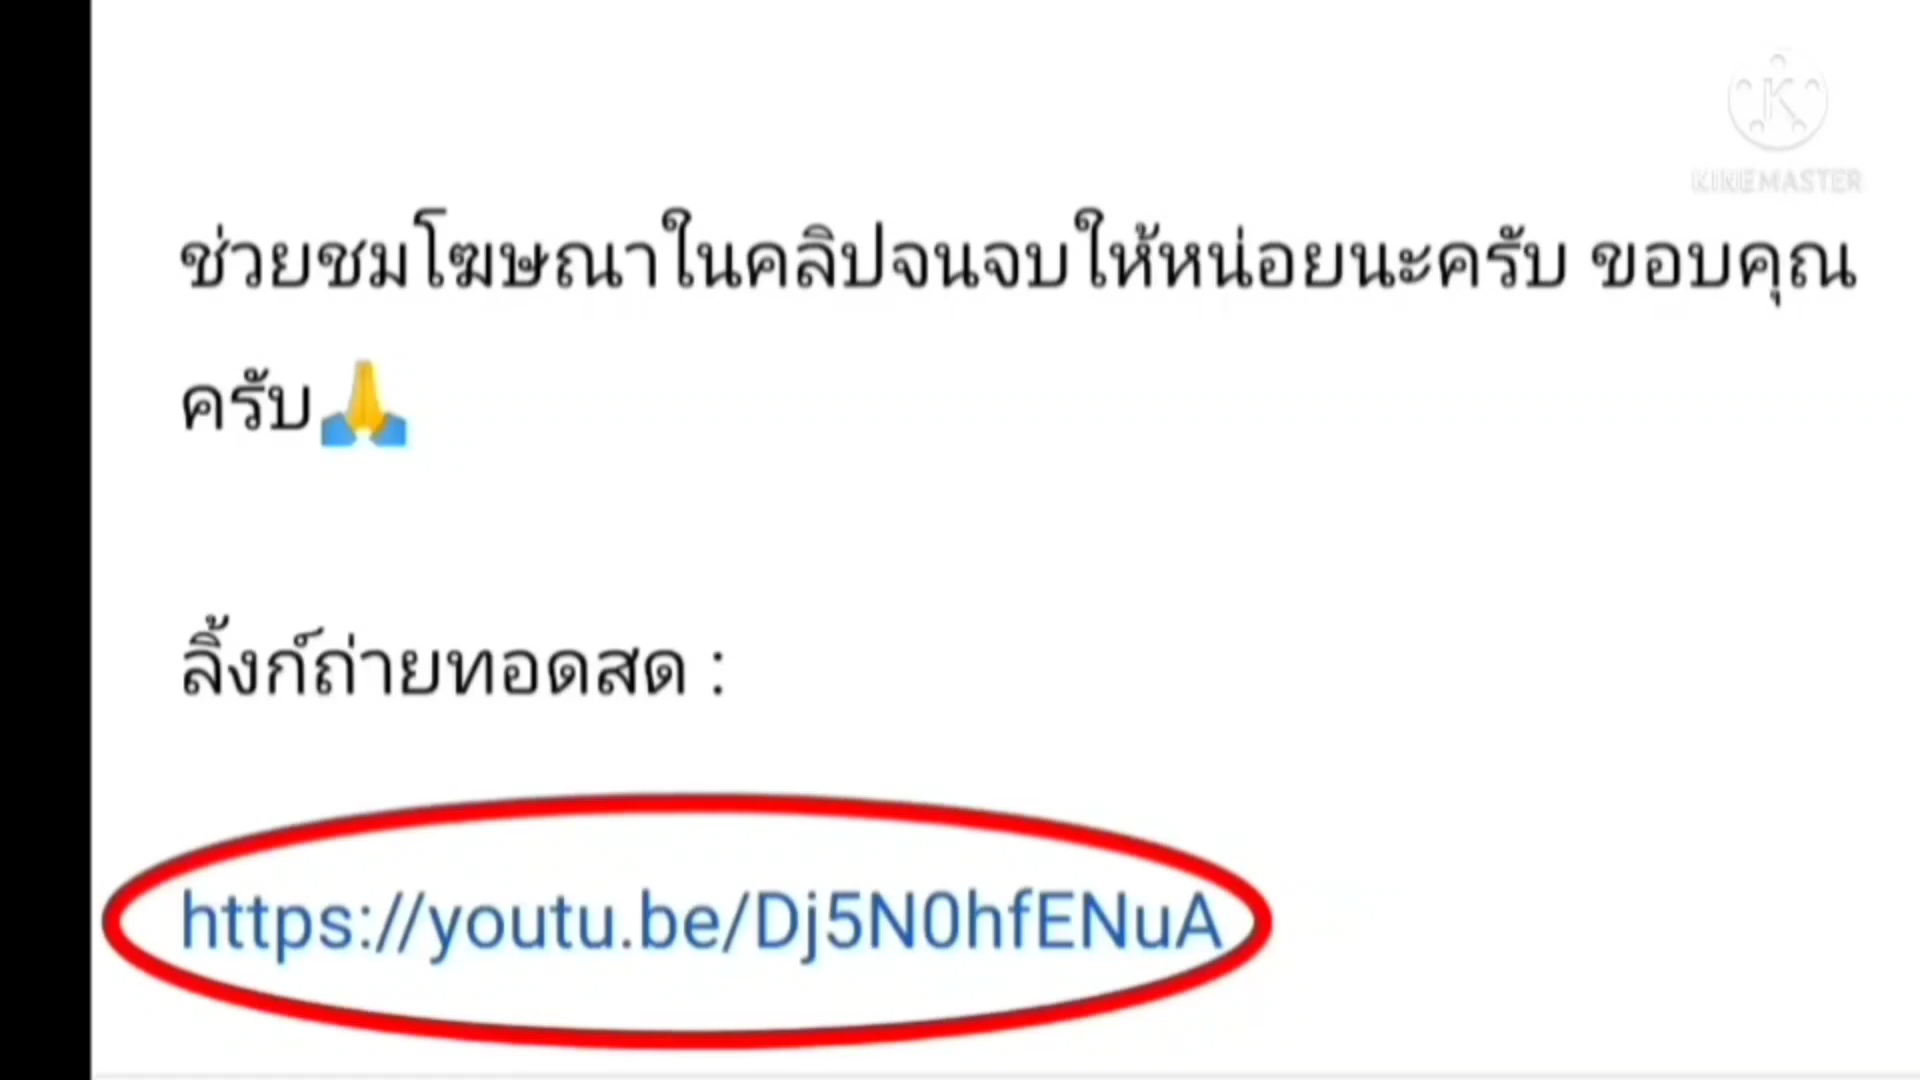 KINEMASTER
ช่วยชมโฆษณาในคลิปจนจบให้หน่อยนะครับ ขอบคุณ
ครับ🙏
ลิ้งก์ถ่ายทอดสด :
https://youtu.be/Dj5N0hfENuA